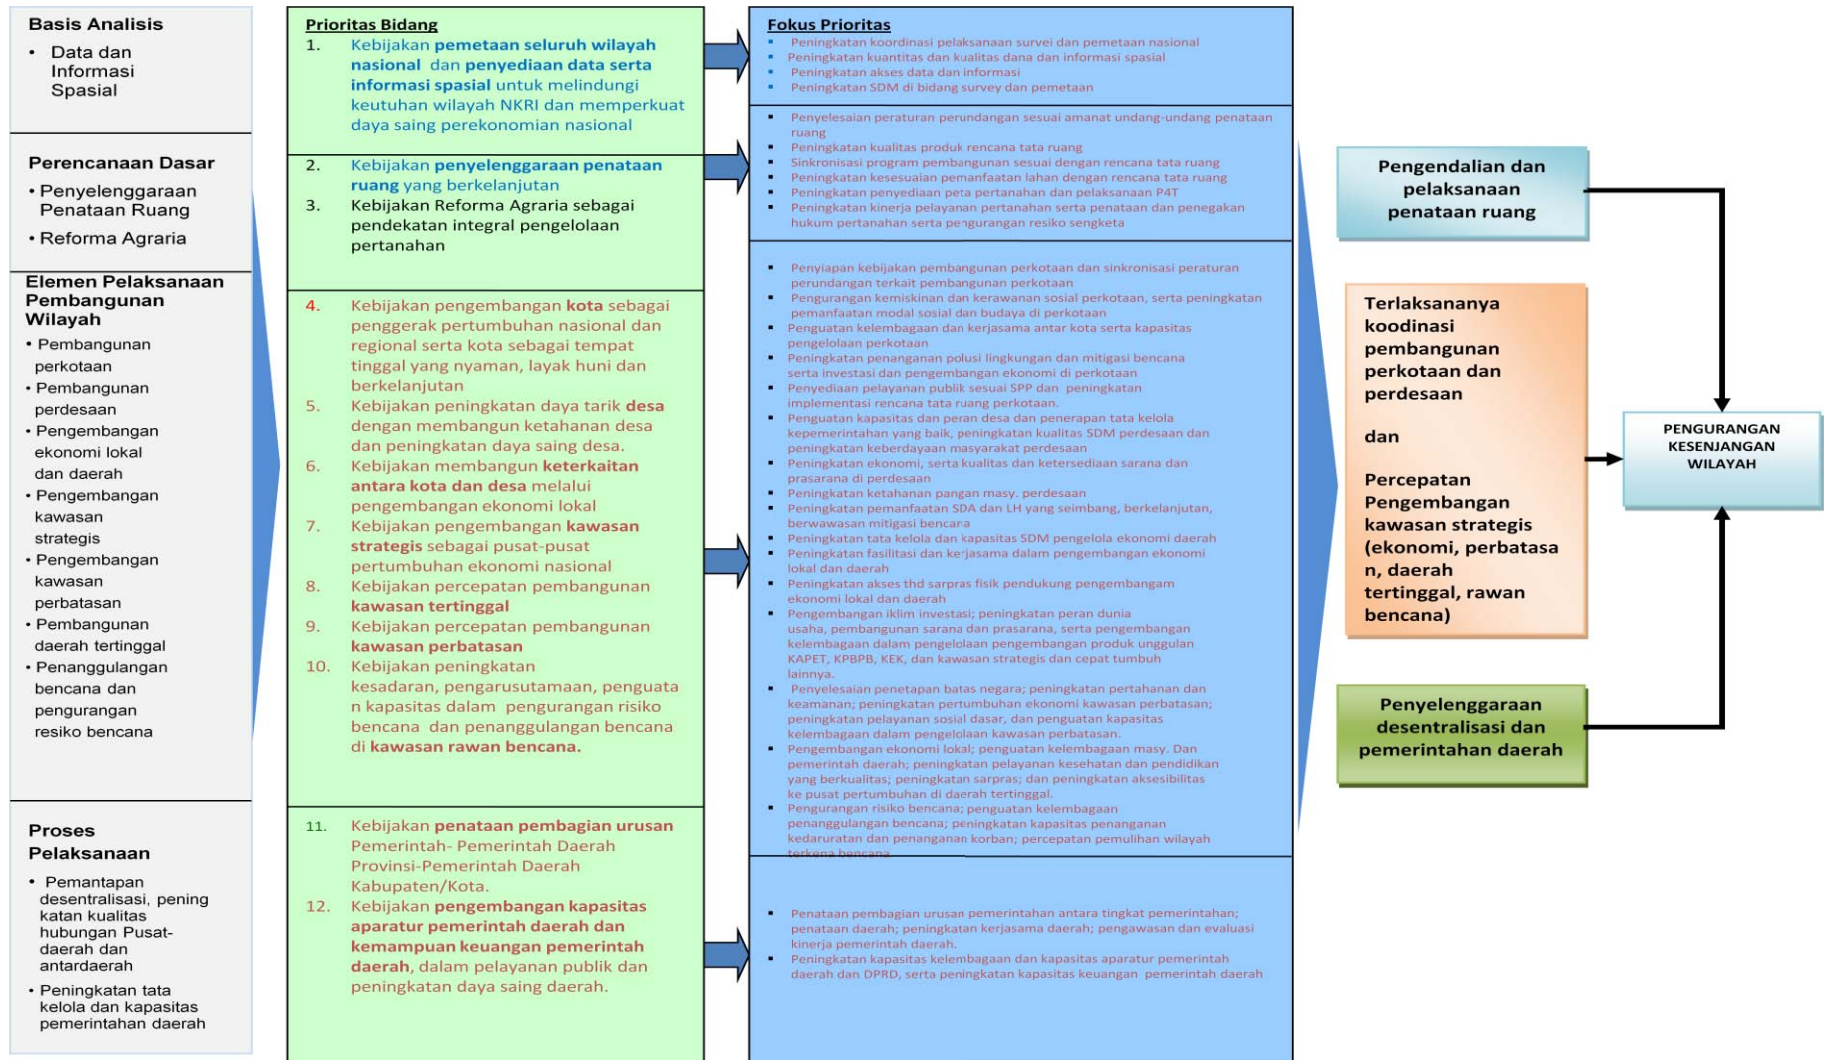 Basis Analisis
• Data dan
Informasi
Spasial
Perencanaan Dasar
• Penyelenggaraan
Penataan Ruang
• Reforma Agraria
Elemen Pelaksanaan
Pembangunan
Wilayah
• Pembangunan
perkotaan
• Pembangunan
perdesaan
• Pengembangan
ekonomi lokal
dan daerah
• Pengembangan
kawasan
strategis
• Pengembangan
kawasan
perbatasan
• Pembangunan
daerah tertinggal
• Penanggulangan
bencana dan
pengurangan
resiko bencana
Proses
Pelaksanaan
• Pemantapan
desentralisasi, pening
katan kualitas
hubungan Pusat-
daerah dan
antardaerah
• Peningkatan tata
kelola dan kapasitas
pemerintahan daerah
Prioritas Bidang
1. Kebijakan pemetaan seluruh wilayah
nasional dan penyediaan data serta
informasi spasial untuk melindungi
keutuhan wilayah NKRI dan memperkuat
daya saing perekonomian nasional
2. Kebijakan penyelenggaraan penataan
ruang yang berkelanjutan
3. Kebijakan Reforma Agraria sebagai
pendekatan integral pengelolaan
pertanahan
4. Kebijakan pengembangan kota sebagai
penggerak pertumbuhan nasional dan
regional serta kota sebagai tempat
tinggal yang nyaman, layak huni dan
berkelanjutan
5. Kebijakan peningkatan daya tarik desa
dengan membangun ketahanan desa
dan peningkatan daya saing desa.
6. Kebijakan membangun keterkaitan
antara kota dan desa melalui
pengembangan ekonomi lokal
7. Kebijakan pengembangan kawasan
strategis sebagai pusat-pusat
pertumbuhan ekonomi nasional
8. Kebijakan percepatan pembangunan
kawasan tertinggal
9. Kebijakan percepatan pembangunan
kawasan perbatasan
10. Kebijakan peningkatan
kesadaran, pengarusutamaan, penguata
n kapasitas dalam pengurangan risiko
bencana dan penanggulangan bencana
di kawasan rawan bencana.
11. Kebijakan penataan pembagian urusan
Pemerintah- Pemerintah Daerah
Provinsi-Pemerintah Daerah
Kabupaten/Kota.
12. Kebijakan pengembangan kapasitas
aparatur pemerintah daerah dan
kemampuan keuangan pemerintah
daerah, dalam pelayanan publik dan
peningkatan daya saing daerah.
Fokus Prioritas
▪ Peningkatan koordinasi pelaksanaan survei dan pemetaan nasional
▪ Peningkatan kuantitas dan kualitas dana dan informasi spasial
▪ Peningkatan akses data dan informasi
▪ Peningkatan SDM di bidang survey dan pemetaan
▪ Penyelesaian peraturan perundangan sesuai amanat undang-undang penataan
ruang
▪ Peningkatan kualitas produk rencana tata ruang
▪ Sinkronisasi program pembangunan sesuai dengan rencana tata ruang
▪ Peningkatan kesesuaian pemanfaatan lahan dengan rencana tata ruang
▪ Peningkatan penyediaan peta pertanahan dan pelaksanaan P4T
▪ Peningkatan kinerja pelayanan pertanahan serta penataan dan penegakan
hukum pertanahan serta pengurangan resiko sengketa
▪ Penyiapan kebijakan pembangunan perkotaan dan sinkronisasi peraturan
perundangan terkait pembangunan perkotaan
▪ Pengurangan kemiskinan dan kerawanan sosial perkotaan, serta peningkatan
pemanfaatan modal sosial dan budaya di perkotaan
▪ Penguatan kelembagaan dan kerjasama antar kota serta kapasitas
pengelolaan perkotaan
▪ Peningkatan penanganan polusi lingkungan dan mitigasi bencana
serta investasi dan pengembangan ekonomi di perkotaan
▪ Penyediaan pelayanan publik sesuai SPP dan peningkatan
implementasi rencana tata ruang perkotaan.
▪ Penguatan kapasitas dan peran desa dan penerapan tata kelola
kepemerintahan yang baik, peningkatan kualitas SDM perdesaan dan
peningkatan keberdayaan masyarakat perdesaan
▪ Peningkatan ekonomi, serta kualitas dan ketersediaan sarana dan
prasarana di perdesaan
▪ Peningkatan ketahanan pangan masy. perdesaan
▪ Peningkatan pemanfaatan SDA dan LH yang seimbang, berkelanjutan,
berwawasan mitigasi bencana
▪ Peningkatan tata kelola dan kapasitas SDM pengelola ekonomi daerah
▪ Peningkatan fasilitasi dan kerjasama dalam pengembangan ekonomi
lokal dan daerah
▪ Peningkatan akses thd sarpras fisik pendukung pengembangam
ekonomi lokal dan daerah
▪ Pengembangan iklim investasi; peningkatan peran dunia
usaha, pembangunan sarana dan prasarana, serta pengembangan
kelembagaan dalam pengelolaan pengembangan produk unggulan
KAPET, KPBPB, KEK, dan kawasan strategis dan cepat tumbuh
lainnya.
▪ Penyelesaian penetapan batas negara; peningkatan pertahanan dan
keamanan; peningkatan pertumbuhan ekonomi kawasan perbatasan;
peningkatan pelayanan sosial dasar, dan penguatan kapasitas
kelembagaan dalam pengelolaan kawasan perbatasan.
▪ Pengembangan ekonomi lokal; penguatan kelembagaan masy. Dan
pemerintah daerah; peningkatan pelayanan kesehatan dan pendidikan
yang berkualitas; peningkatan sarpras; dan peningkatan aksesibilitas
ke pusat pertumbuhan di daerah tertinggal.
▪ Pengurangan risiko bencana; penguatan kelembagaan
penanggulangan bencana; peningkatan kapasitas penanganan
kedaruratan dan penanganan korban; percepatan pemulihan wilayah
terkena bencana
▪ Penataan pembagian urusan pemerintahan antara tingkat pemerintahan;
penataan daerah; peningkatan kerjasama daerah; pengawasan dan evaluasi
kinerja pemerintah daerah.
▪ Peningkatan kapasitas kelembagaan dan kapasitas aparatur pemerintah
daerah dan DPRD, serta peningkatan kapasitas keuangan pemerintah daerah
Pengendalian dan
pelaksanaan
penataan ruang
Terlaksananya
koodinasi
pembangunan
perkotaan dan
perdesaan
dan
Percepatan
Pengembangan
kawasan strategis
(ekonomi, perbatasa
n, daerah
tertinggal, rawan
bencana)
Penyelenggaraan
desentralisasi dan
pemerintahan daerah
PENGURANGAN
KESENJANGAN
WILAYAH